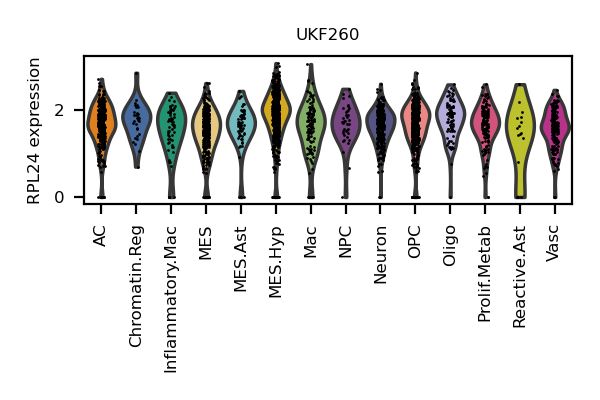 UKF260
RPL24 expression
2
0
AC
Chromatin.Reg
Inflammatory.Mac
MES
MES.Ast
MES.Hyp
Mac
NPC
Neuron
OPC
Oligo
Prolif.Metab
Reactive.Ast
Vasc